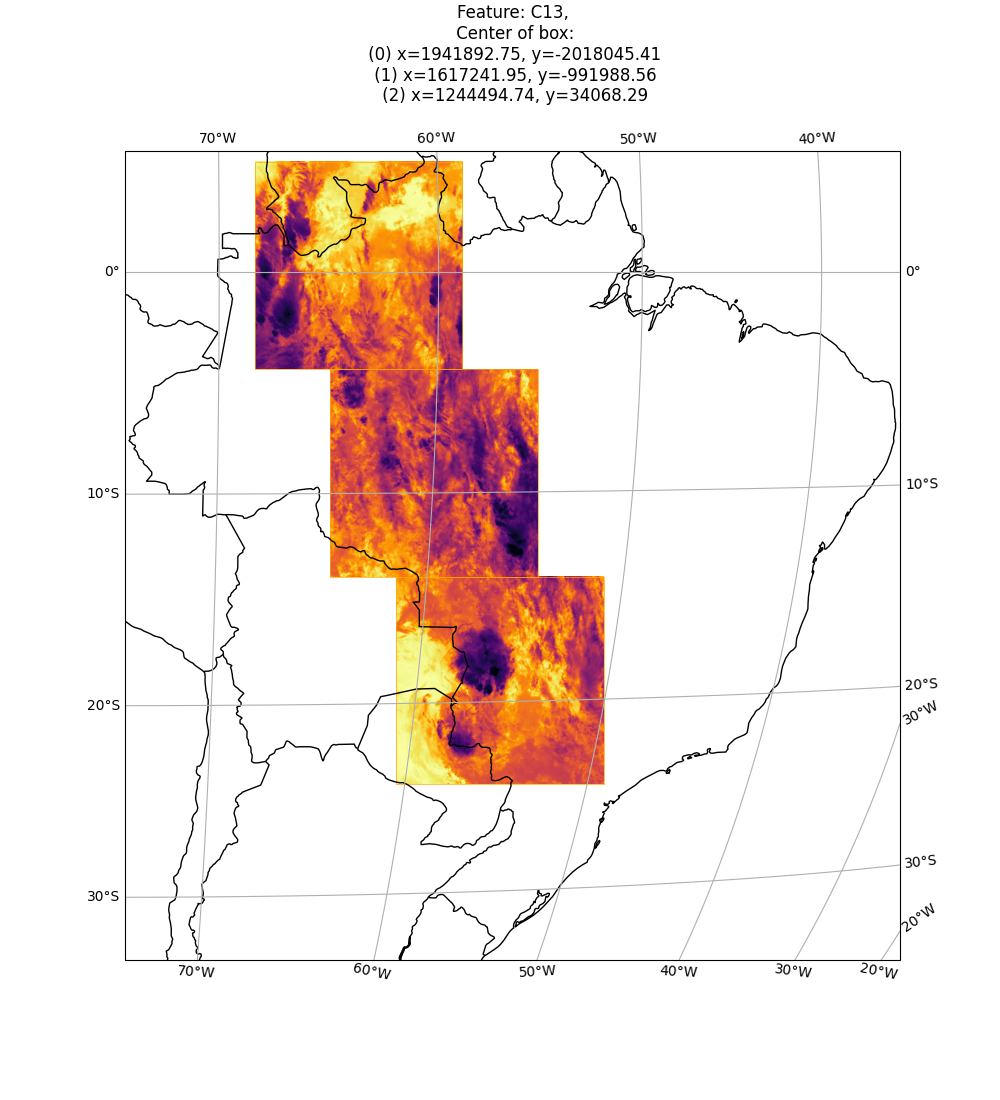 Feature: C13,
Center of box:
(0) x=1941892.75, y=-2018045.41
(1) x=1617241.95, y=-991988.56
(2) x=1244494.74, y=34068.29
70°W 60°W 50°W 40°W
0° 0°
10°S 10°S
20°S 20°S
30°W
30°S 30°S
20°W
70°W 60°W 50°W 40°W 30°W 20°W